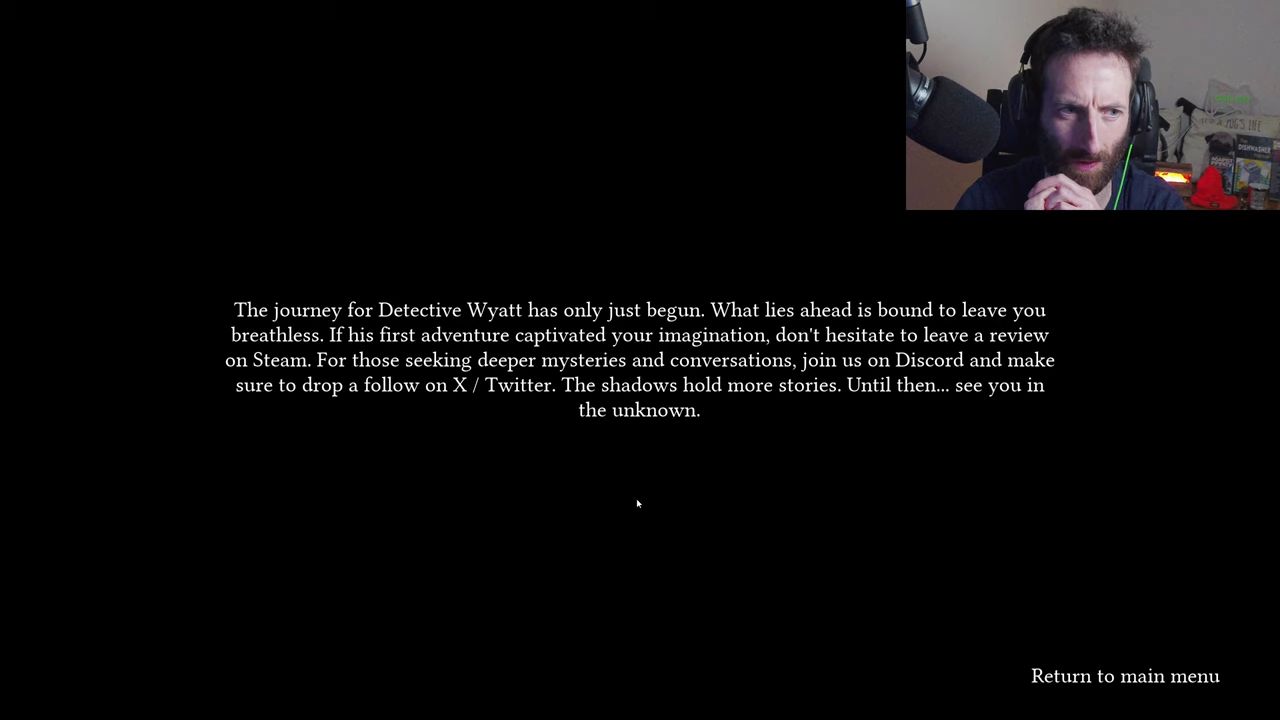 A PUG'S LIFE
DISHWASHER
The journey for Detective Wyatt has only just begun. What lies ahead is bound to leave you
breathless. If his first adventure captivated your imagination, don't hesitate to leave a review
on Steam. For those seeking deeper mysteries and conversations, join us on Discord and make
sure to drop a follow on X / Twitter. The shadows hold more stories. Until then... see you in
the unknown.
Return to main menu